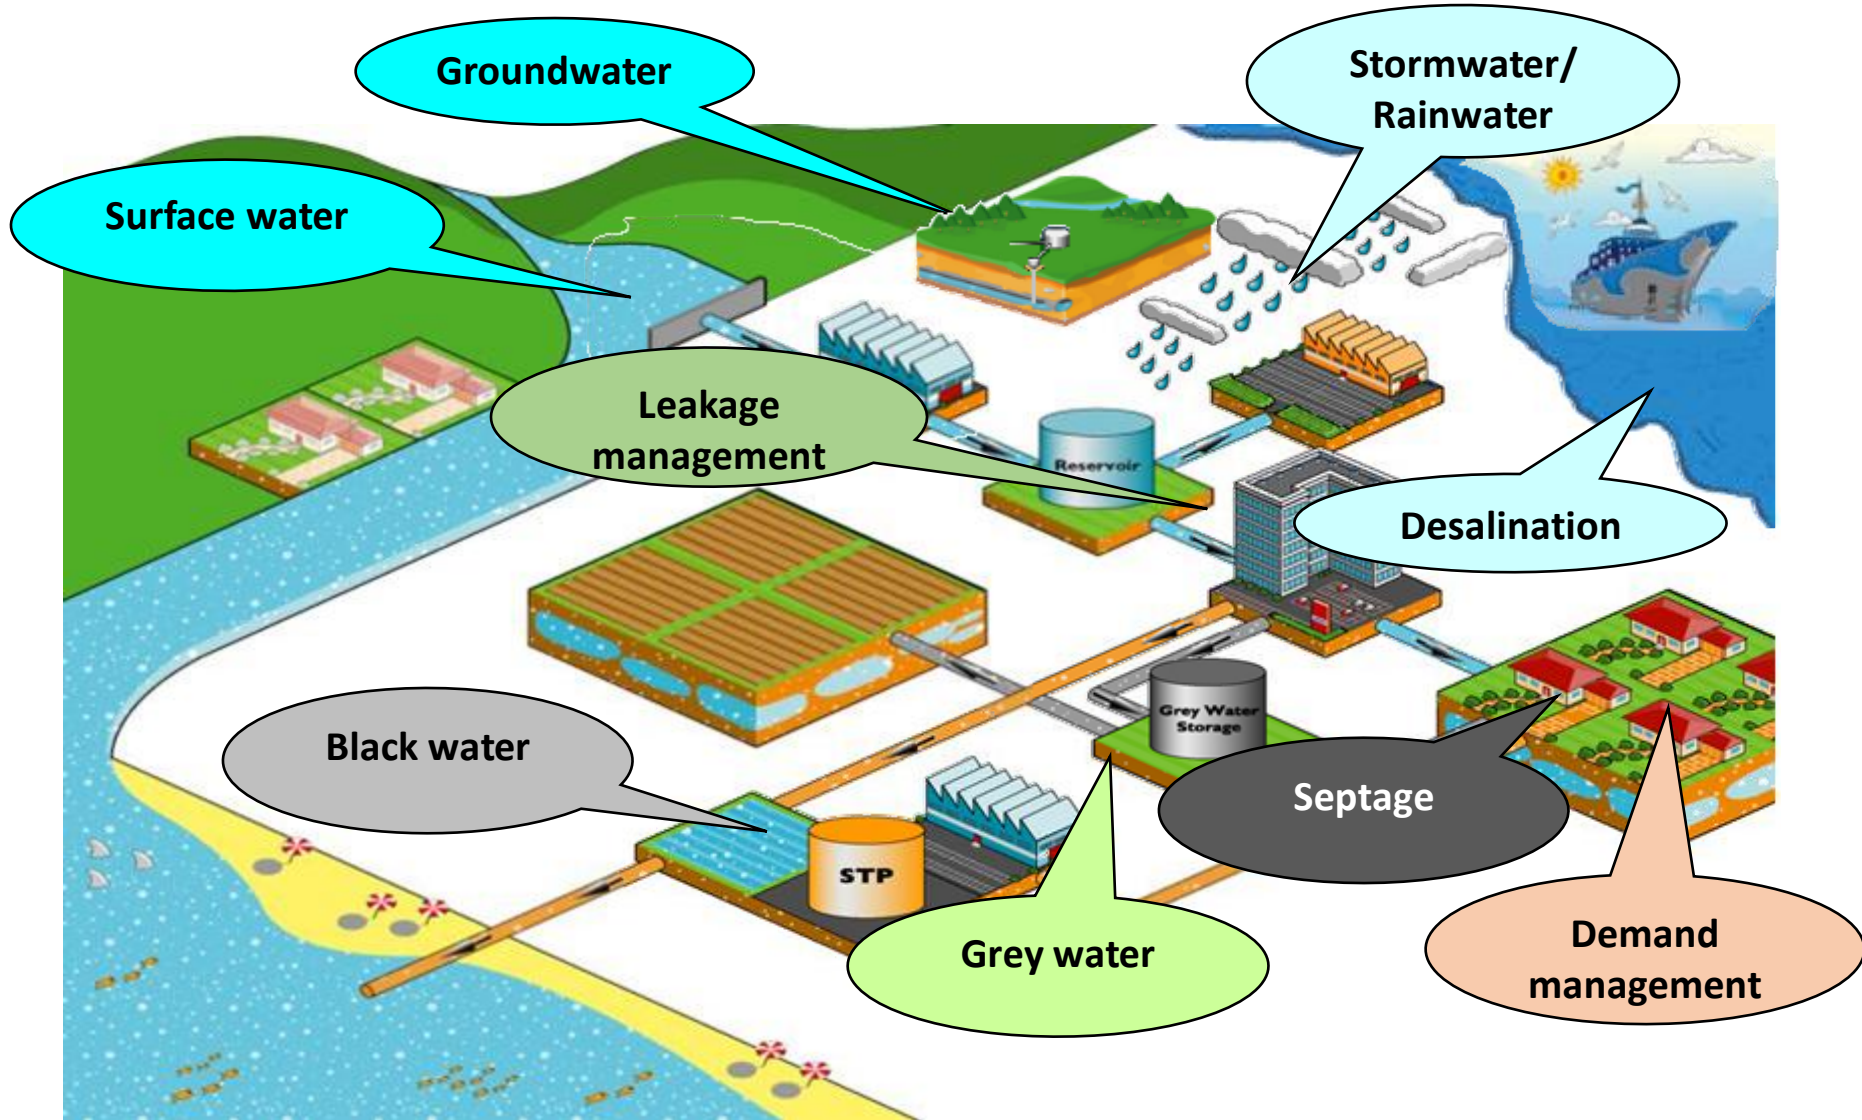 Groundwater
Stormwater/
Rainwater
Surface water
Leakage
management
Reservoir
Desalination
Grey Water
Storage
Black water
Septage
STP
Grey water
Demand
management